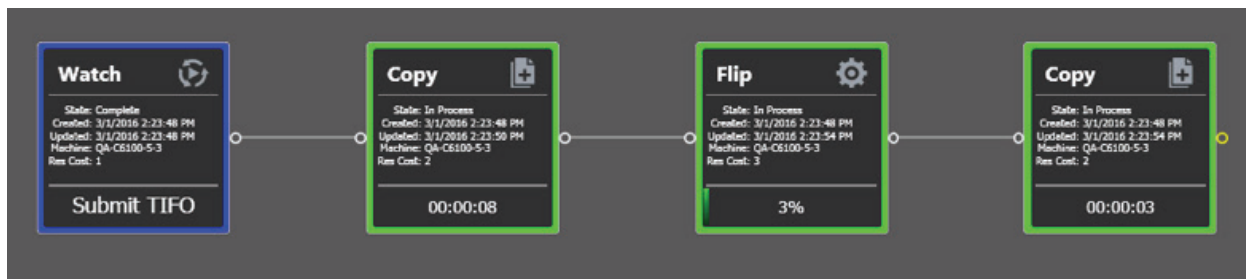 Watch
State: Complete
Created: 3/1/2016 2:23:48 PM
Updated: 3/1/2016 2:23:48 PM
Machine: QA-C6100-5-3
Res Cost: 1
Submit TIFO
Copy
State: In Process
Created: 3/1/2016 2:23:48 PM
Updated: 3/1/2016 2:23:50 PM
Machine: QA-C6100-5-3
Res Cost: 2
00:00:08
Flip
State: In Process
Created: 3/1/2016 2:23:48 PM
Updated: 3/1/2016 2:23:54 PM
Machine: QA-C6100-5-3
Res Cost: 3
3%
Copy
State: In Process
Created: 3/1/2016 2:23:48 PM
Updated: 3/1/2016 2:23:54 PM
Machine: QA-C6100-5-3
Res Cost: 2
00:00:03